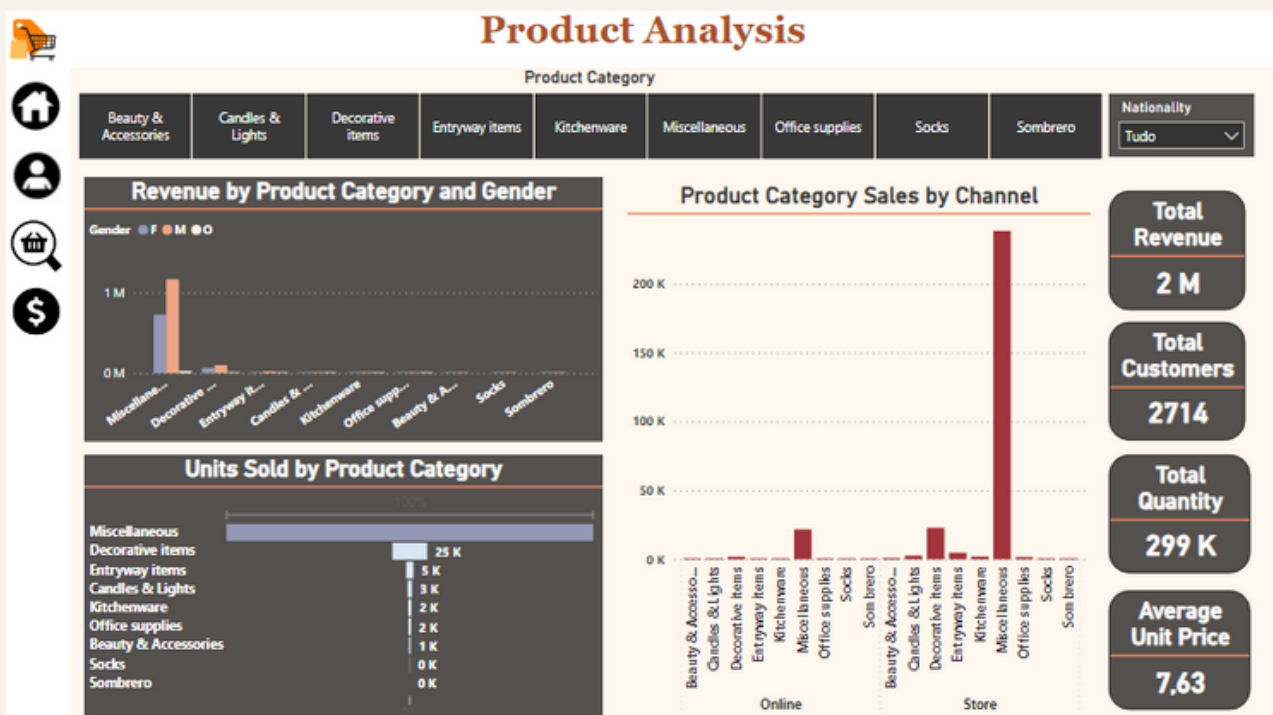 Product Analysis
Product Category
Beauty &
Accessories
Candles &
Lights
Decorative
items
Entryway items
Kitchenware
Miscellaneous
Office supplies
Socks
Sombrero
Nationality
Tudo
Revenue by Product Category and Gender
Gender F M O
1 M
0 M
Miscellane...
Decorative ...
Entryway it...
Candles & ...
Kitchenware
Office supp...
Beauty & A...
Socks
Sombrero
Units Sold by Product Category
100%
Miscellaneous
Decorative items 25 K
Entryway items 5 K
Candles & Lights 3 K
Kitchenware 2 K
Office supplies 2 K
Beauty & Accessories 1 K
Socks 0 K
Sombrero 0 K
Product Category Sales by Channel
200 K
150 K
100 K
50 K
0 K
Beauty & Accesso...
Candles & Lights
Decorative items
Entryway items
Kitchenware
Miscellaneous
Office supplies
Socks
Sombrero
Beauty & Accesso...
Candles & Lights
Decorative items
Entryway items
Kitchenware
Miscellaneous
Office supplies
Socks
Sombrero
Online
Store
Total
Revenue
2 M
Total
Customers
2714
Total
Quantity
299 K
Average
Unit Price
7,63